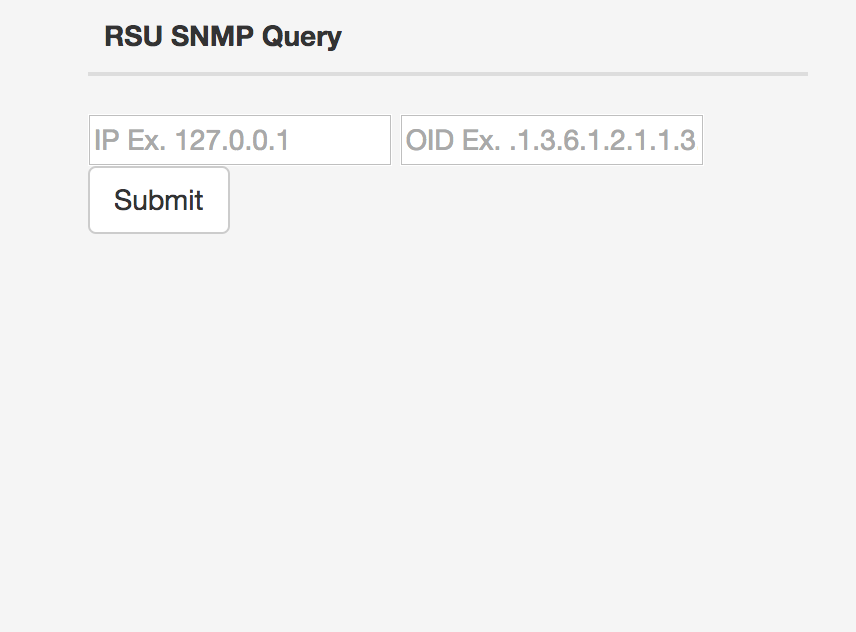 RSU SNMP Query
IP Ex. 127.0.0.1 OID Ex. .1.3.6.1.2.1.1.3
Submit